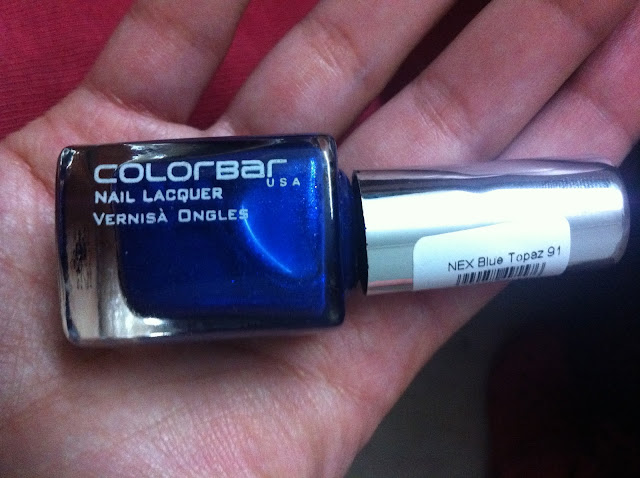 COLORBAR
USA
NAIL LACQUER
VERNISÀ ONGLES
NEX Blue Topaz 91